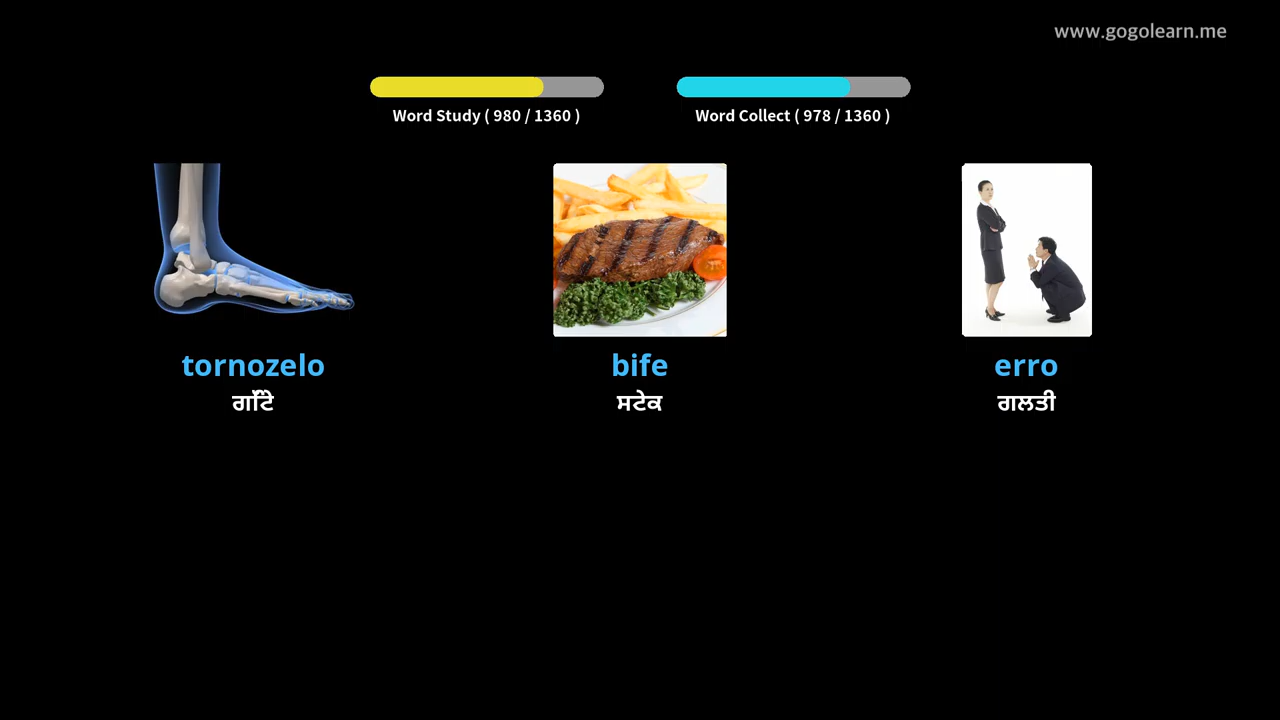 www.gogolearn.me
Word Study ( 980 / 1360 )
Word Collect ( 978 / 1360 )
tornozelo
bife
erro
ਸਟੇਕ
ਗਲਤੀ